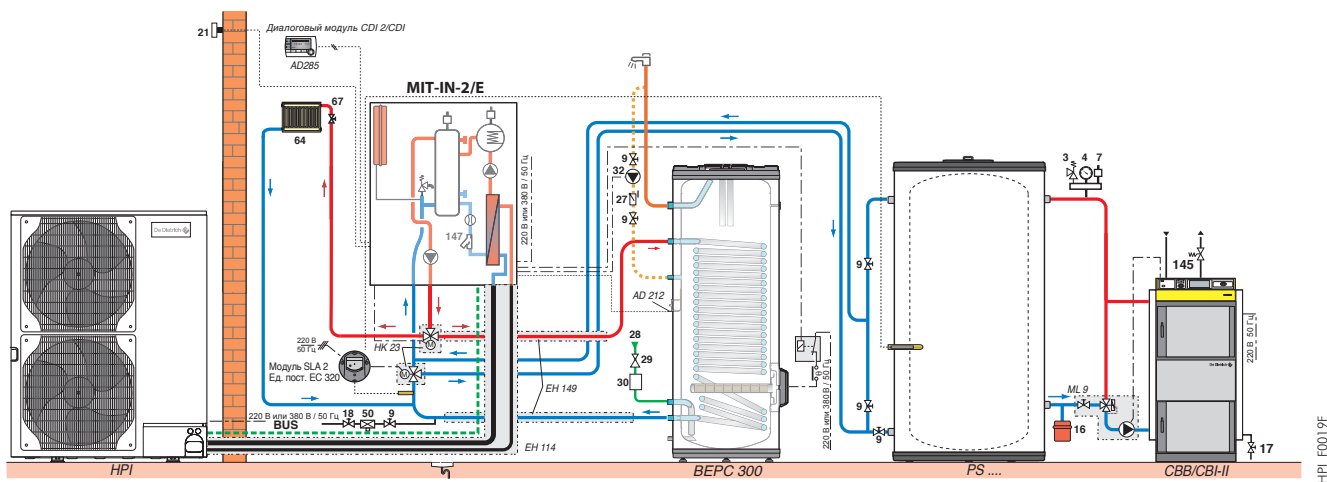 21
Диалоговый модуль CDI 2/CDI
AD285
MIT-IN-2/E
67
64
147
220 В или 380 В / 50 Гц
9
32
27
9
3 4 7
145
De Dietrich
AD 212
28
29
30
220 В
50 Гц
HK 23
M
M
Модуль SLA 2
Ед. пост. EC 320
EH 149
220 В или 380 В / 50 Гц
18 50 9
BUS
EH 114
220 В или 380 В / 50 Гц
9
9
9
ML 9
16
220 В 50 Гц
De Dietrich
17
HPI
BEPC 300
PS ....
CBB/CBI-II
HPI_F0019F